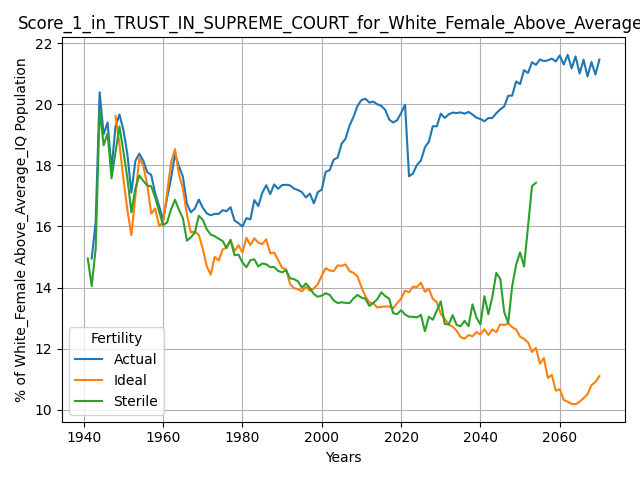 Score_1_in_TRUST_IN_SUPREME_COURT_for_White_Female_Above_Average
22
20
18
16
14
12
10
% of White_Female Above_Average_IQ Population
Fertility
Actual
Ideal
Sterile
1940 1960 1980 2000 2020 2040 2060
Years